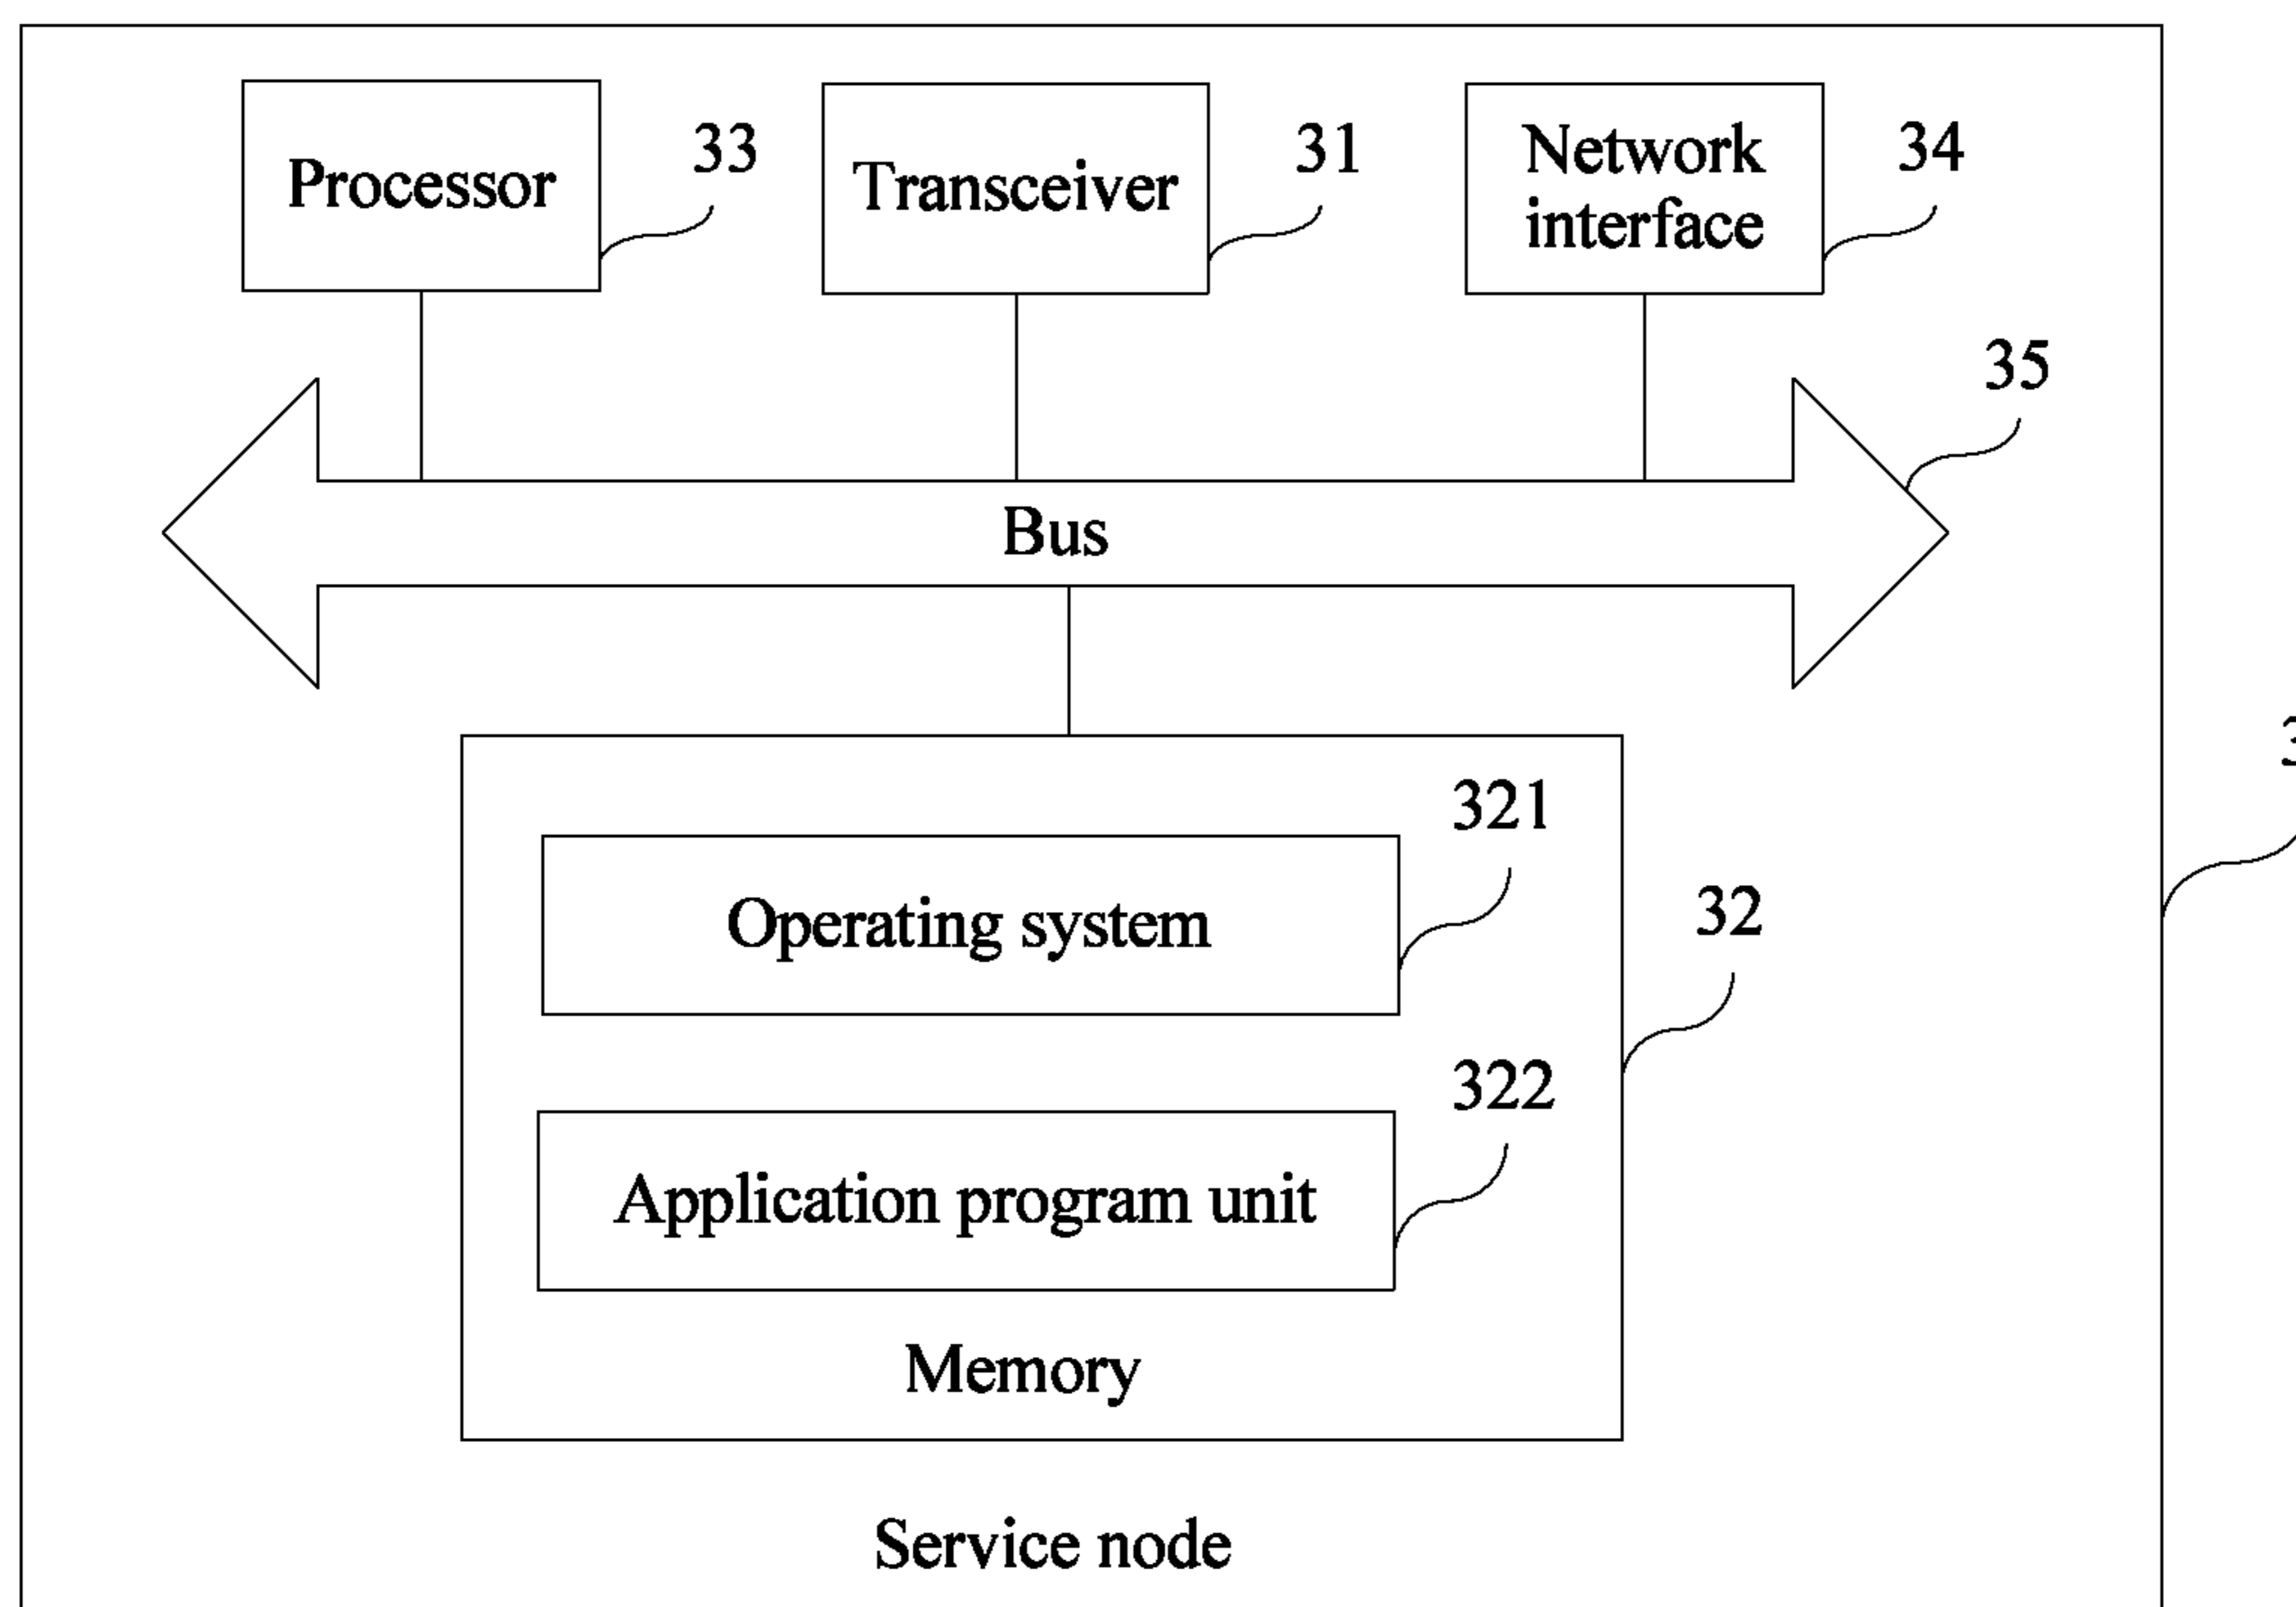 Processor
33
Transceiver
31
Network
interface
34
35
Bus
321
Operating system
32
322
Application program unit
Memory
Service node